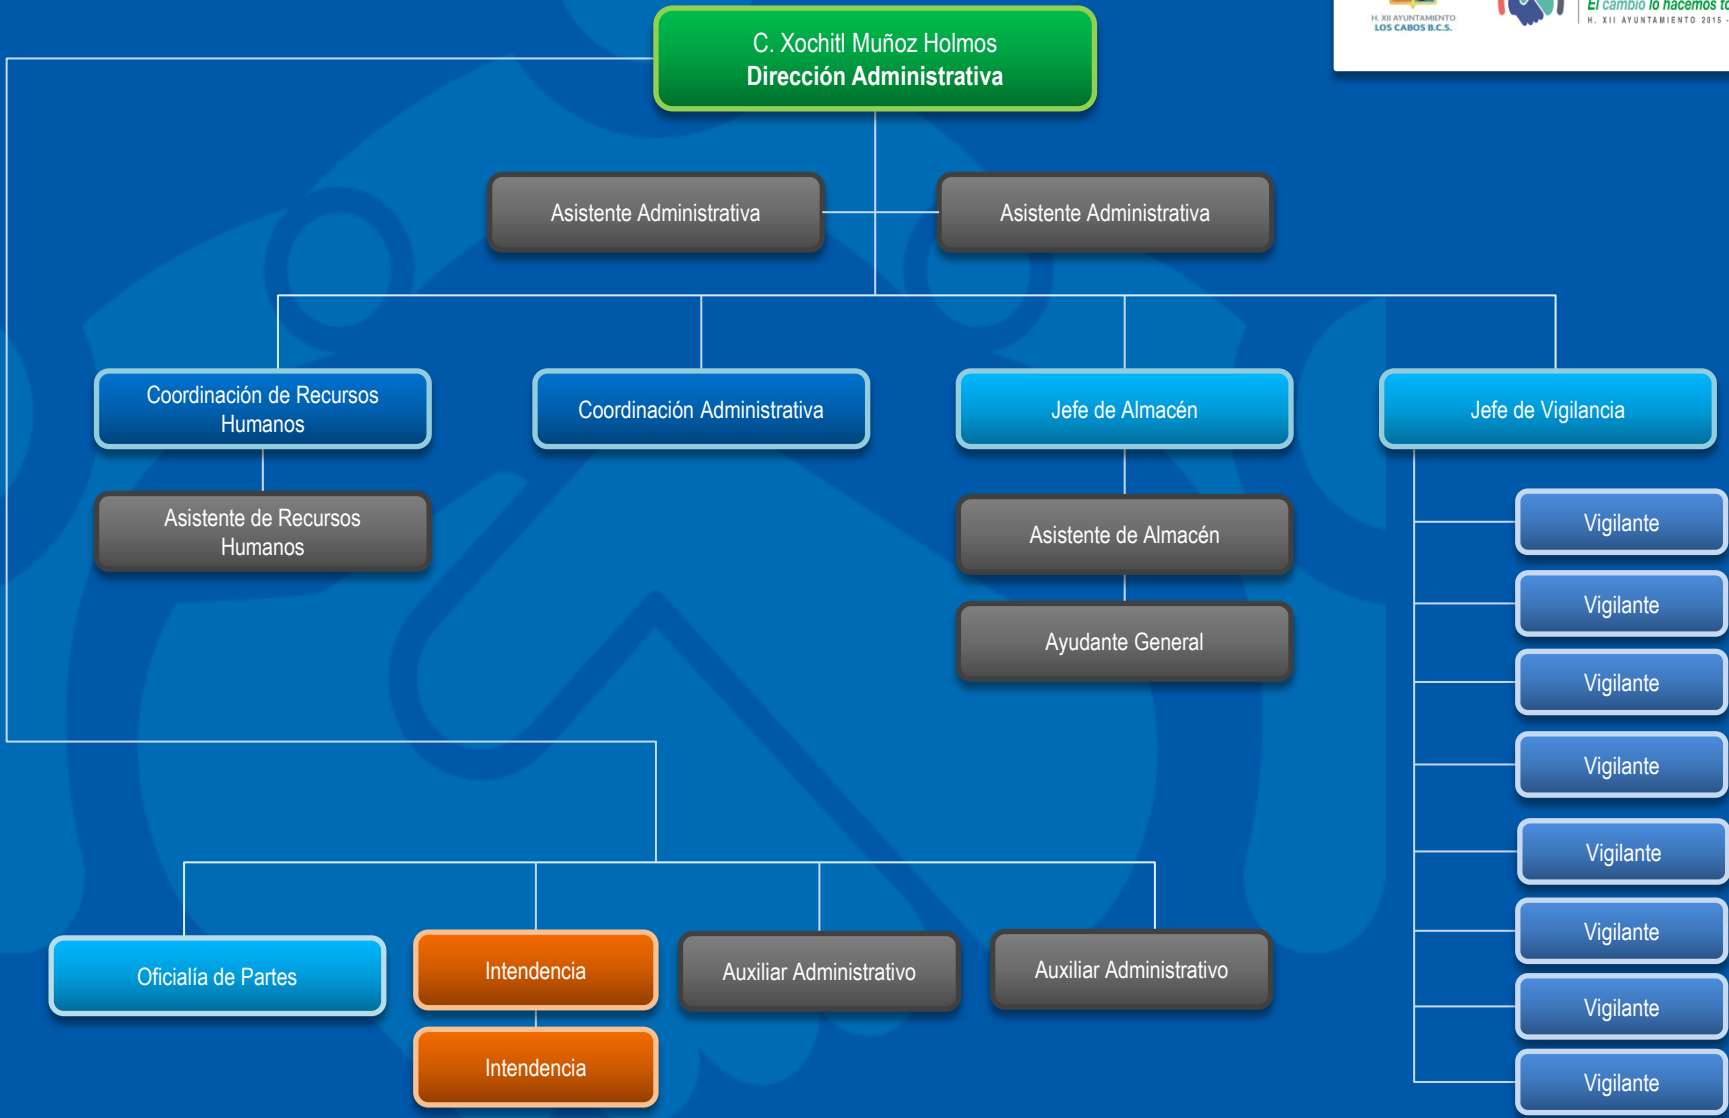 H. XII AYUNTAMIENTO
LOS CABOS B.C.S.
El cambio lo hacemos
H. XII AYUNTAMIENTO 2015 -
C. Xochitl Muñoz Holmos
Dirección Administrativa
Asistente Administrativa
Asistente Administrativa
Coordinación de Recursos
Humanos
Coordinación Administrativa
Jefe de Almacén
Jefe de Vigilancia
Asistente de Recursos
Humanos
Asistente de Almacén
Ayudante General
Vigilante
Vigilante
Vigilante
Vigilante
Vigilante
Vigilante
Vigilante
Vigilante
Oficialía de Partes
Intendencia
Auxiliar Administrativo
Auxiliar Administrativo
Intendencia